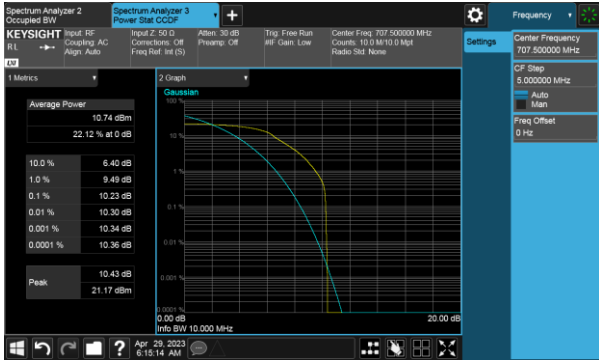 Spectrum Analyzer 2
Occupied BW
Spectrum Analyzer 3
Power Stat CCDF
Frequency
KEYSIGHT
RL
Input: RF
Coupling: AC
Align: Auto
Input Z: 50 Ω
Corrections: Off
Freq Ref: Int (S)
Atten: 30 dB
Preamp: Off
Trig: Free Run
#IF Gain: Low
Center Freq: 707.500000 MHz
Counts: 10.0 M/10.0 Mpt
Radio Std: None
Settings
Center Frequency
707.500000 MHz
CF Step
5.000000 MHz
Auto
Man
Freq Offset
0 Hz
1 Metrics
Average Power
10.74 dBm
22.12 % at 0 dB
10.0 % 6.40 dB
1.0 % 9.49 dB
0.1 % 10.23 dB
0.01 % 10.30 dB
0.001 % 10.34 dB
0.0001 % 10.36 dB
Peak
10.43 dB
21.17 dBm
2 Graph
Gaussian
100 %
10 %
1 %
0.1 %
0.01 %
0.001 %
0.0001 %
0.00 dB 20.00 dB
Info BW 10.000 MHz
?
Apr 29, 2023
6:15:14 AM